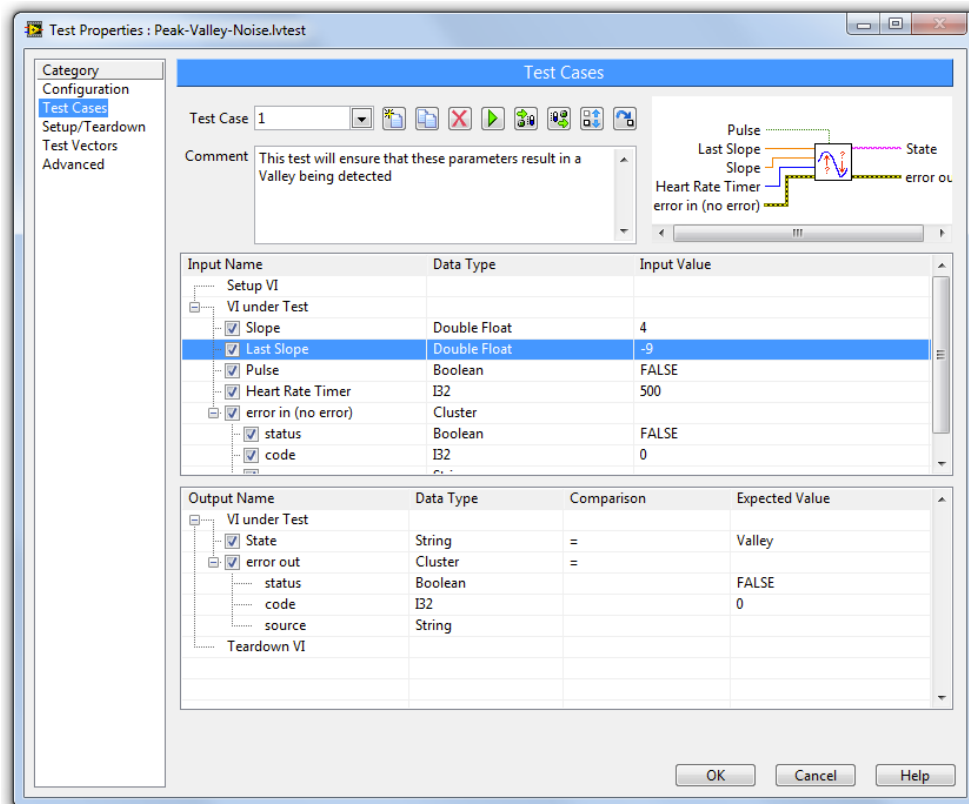 Test Properties : Peak-Valley-Noise.lvtest
Category
Configuration
Test Cases
Setup/Teardown
Test Vectors
Advanced
Test Cases
Test Case 1
Comment This test will ensure that these parameters result in a
Valley being detected
Pulse
Last Slope
Slope
Heart Rate Timer
error in (no error)
State
error ou
Input Name Data Type Input Value
Setup VI
VI under Test
Slope Double Float 4
Last Slope Double Float -9
Pulse Boolean FALSE
Heart Rate Timer I32 500
error in (no error) Cluster
status Boolean FALSE
code I32 0
Output Name Data Type Comparison Expected Value
VI under Test
State String = Valley
error out Cluster =
status Boolean FALSE
code I32 0
source String
Teardown VI
OK Cancel Help